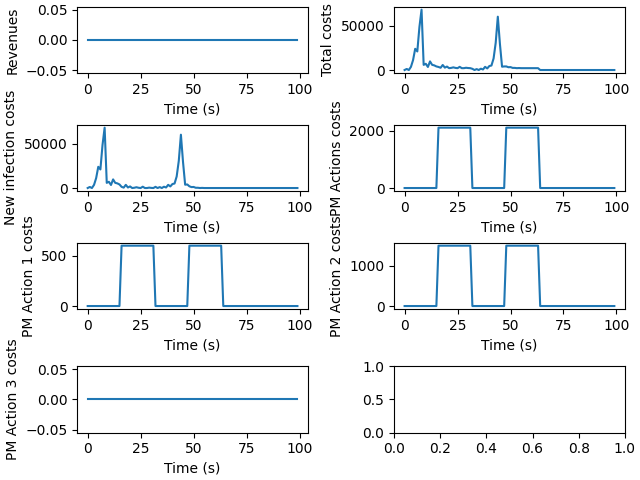 Revenues
0.05
0.00
−0.05
0 25 50 75 100
Time (s)
Total costs
50000
0
0 25 50 75 100
Time (s)
New infection costs
50000
0
0 25 50 75 100
Time (s)
PM Actions costs
2000
0
0 25 50 75 100
Time (s)
PM Action 1 costs
500
0
0 25 50 75 100
Time (s)
PM Action 2 costs
1000
0
0 25 50 75 100
Time (s)
PM Action 3 costs
0.05
0.00
−0.05
0 25 50 75 100
Time (s)
1.0
0.5
0.0
0.0 0.2 0.4 0.6 0.8 1.0